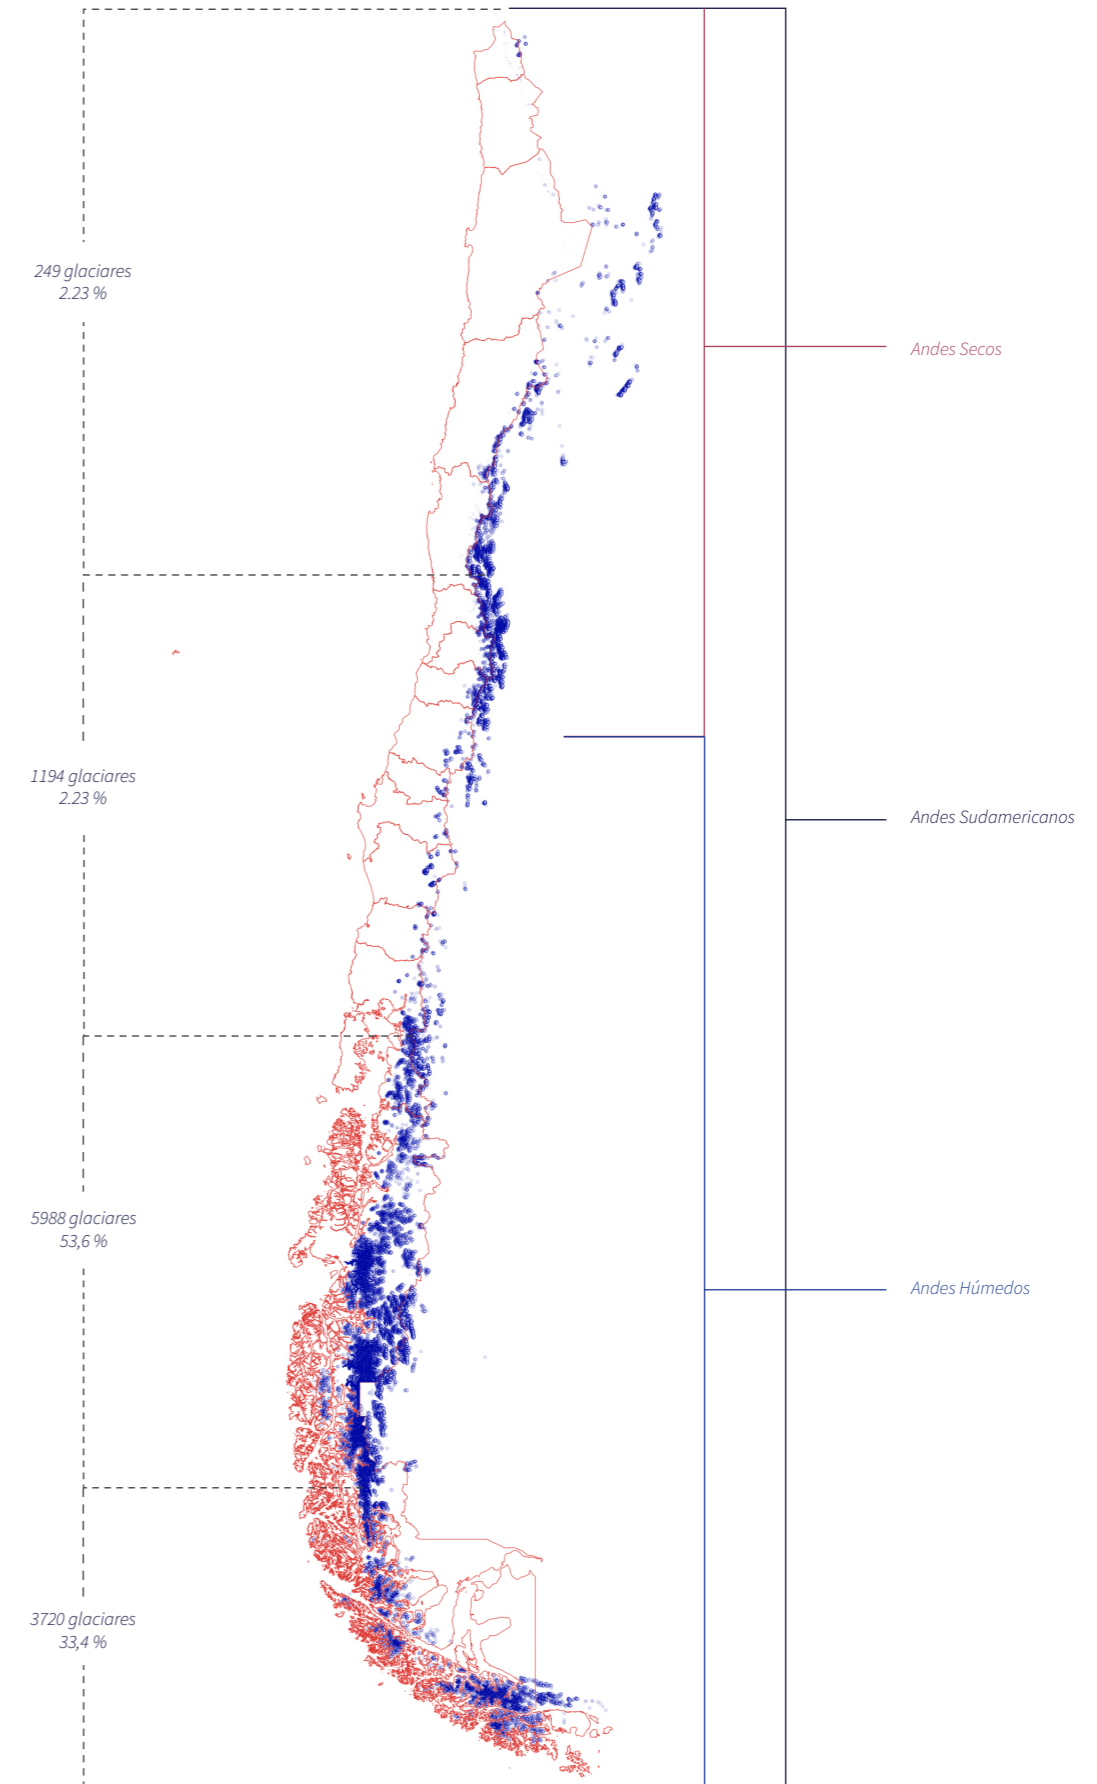 249 glaciares
2.23 %
Andes Secos
1194 glaciares
2.23 %
Andes Sudamericanos
5988 glaciares
53,6 %
Andes Húmedos
3720 glaciares
33,4 %